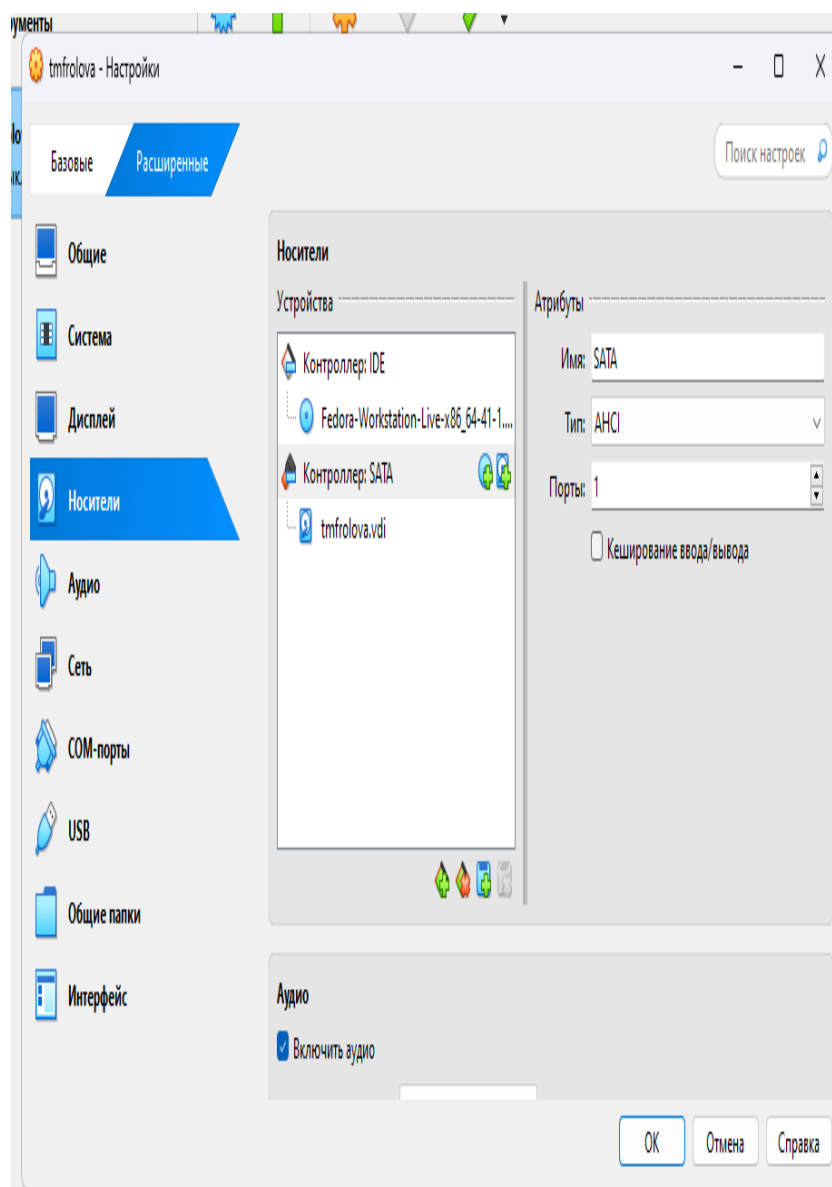 ументы
tmfrolova - Настройки
Базовые
Расширенные
Поиск настроек
Общие
Система
Дисплей
Носители
Аудио
Сеть
COM-порты
USB
Общие папки
Интерфейс
Носители
Устройства
Контроллер: IDE
Fedora-Workstation-Live-x86_64-41-1....
Контроллер: SATA
tmfrolova.vdi
Атрибуты
Имя: SATA
Тип: AHCI
Порты: 1
Кеширование ввода/вывода
Аудио
Включить аудио
OK
Отмена
Справка